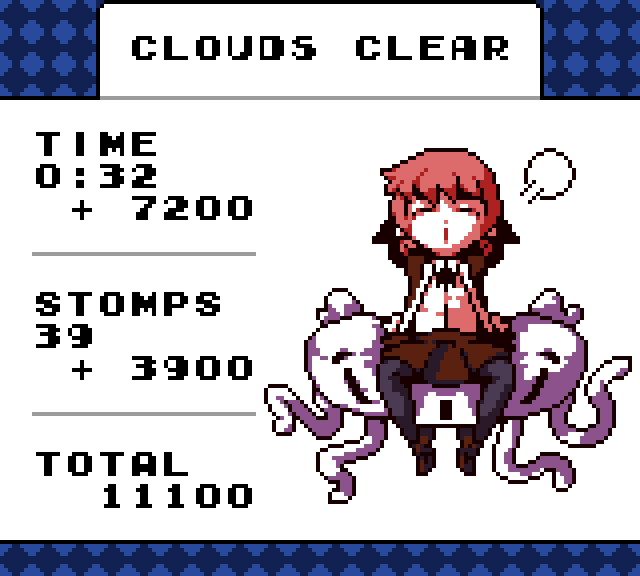 CLOUDS CLEAR
TIME
0:32
+ 7200
STOMPS
39
+ 3900
TOTAL
11100